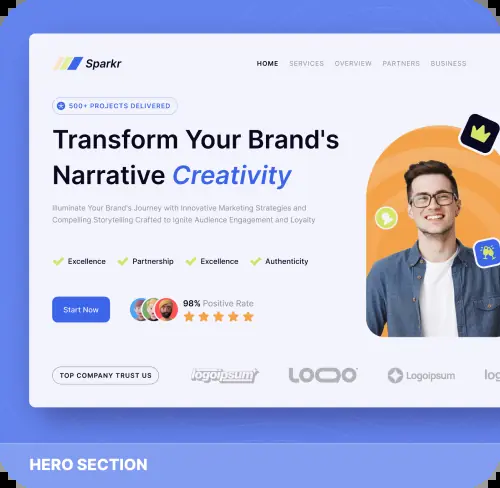 Sparkr
HOME SERVICES OVERVIEW PARTNERS BUSINESS
500+ PROJECTS DELIVERED
Transform Your Brand's
Narrative Creativity
Illuminate Your Brand's Journey with Innovative Marketing Strategies and
Compelling Storytelling Crafted to Ignite Audience Engagement and Loyalty
Excellence Partnership Excellence Authenticity
98% Positive Rate
Start Now
TOP COMPANY TRUST US
logoipsum LOGO Logoipsum log
HERO SECTION